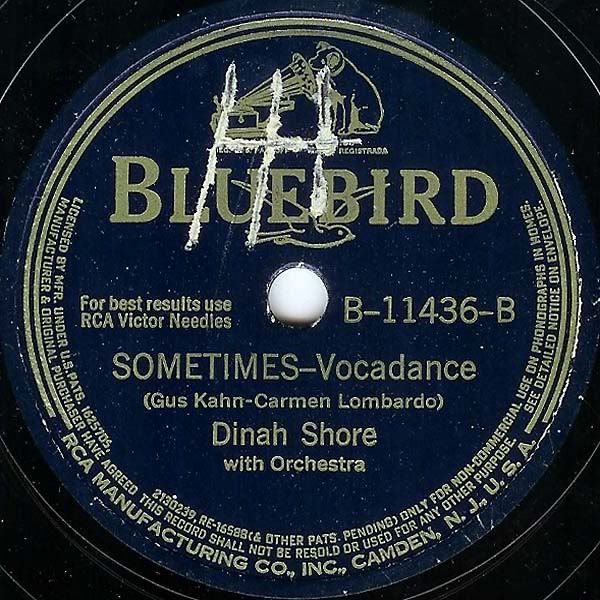 BLUEBIRD
For best results use
RCA Victor Needles
B-11436-B
SOMETIMES–Vocadance
(Gus Kahn-Carmen Lombardo)
Dinah Shore
with Orchestra
LICENSED BY MFR. UNDER U.S. PATS. 1625705, 2190239, RE-16588 (& OTHER PATS. PENDING) ONLY FOR NON-COMMERCIAL USE ON PHONOGRAPHS IN HOMES.
MANUFACTURER & ORIGINAL PURCHASER HAVE AGREED THIS RECORD SHALL NOT BE RESOLD OR USED FOR ANY OTHER PURPOSE. SEE DETAILED NOTICE ON ENVELOPE.
RCA MANUFACTURING CO., INC., CAMDEN, N. J., U. S. A.